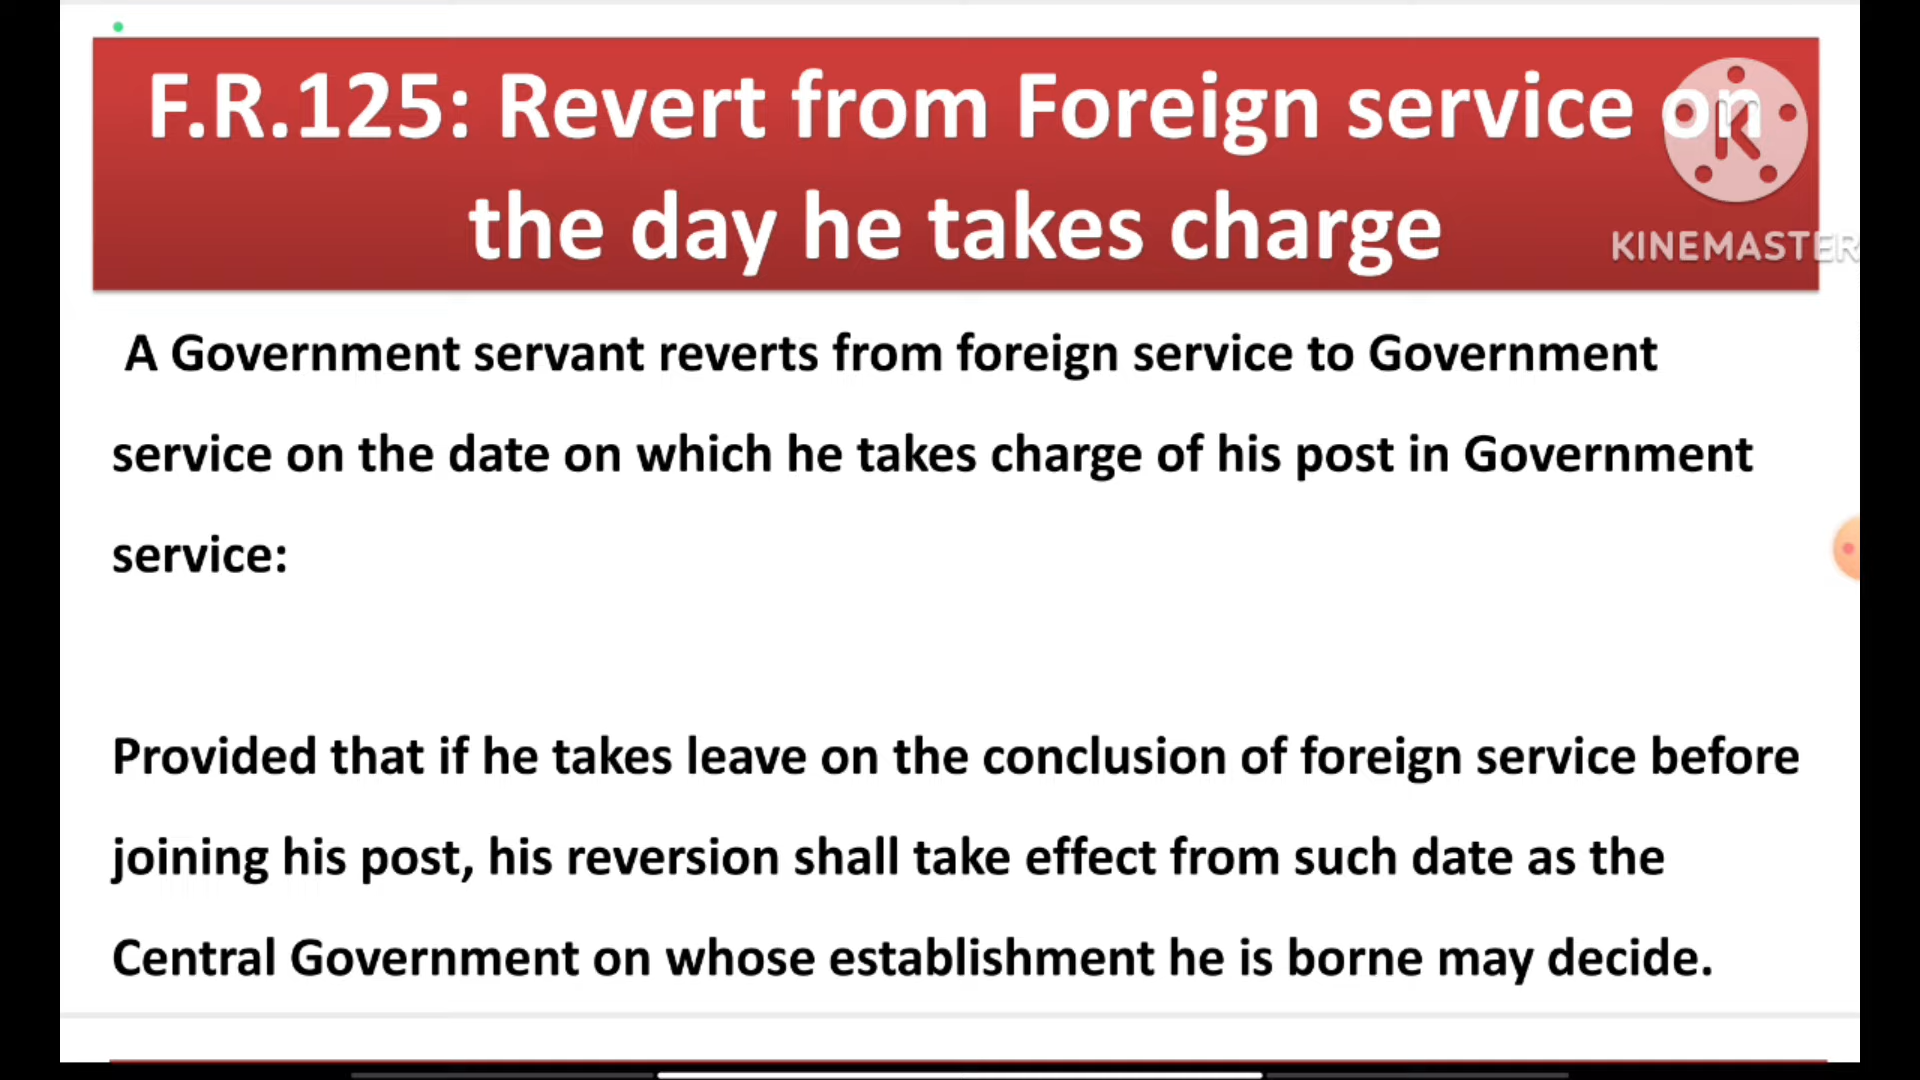 F.R.125: Revert from Foreign service on
the day he takes charge
K
KINEMASTER
A Government servant reverts from foreign service to Government
service on the date on which he takes charge of his post in Government
service:
Provided that if he takes leave on the conclusion of foreign service before
joining his post, his reversion shall take effect from such date as the
Central Government on whose establishment he is borne may decide.